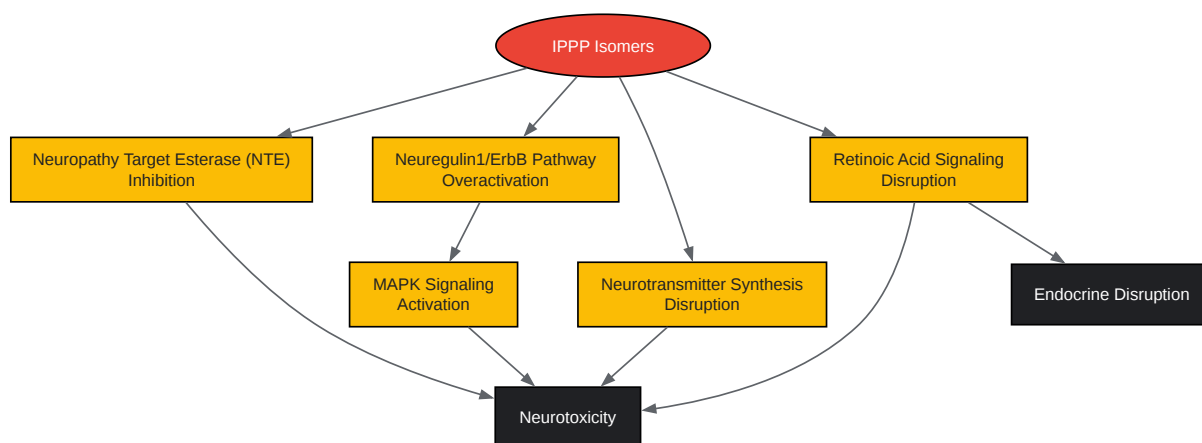 IPPP Isomers
Neuropathy Target Esterase (NTE)
Inhibition
Neuregulin1/ErbB Pathway
Overactivation
Retinoic Acid Signaling
Disruption
MAPK Signaling
Activation
Neurotransmitter Synthesis
Disruption
Endocrine Disruption
Neurotoxicity